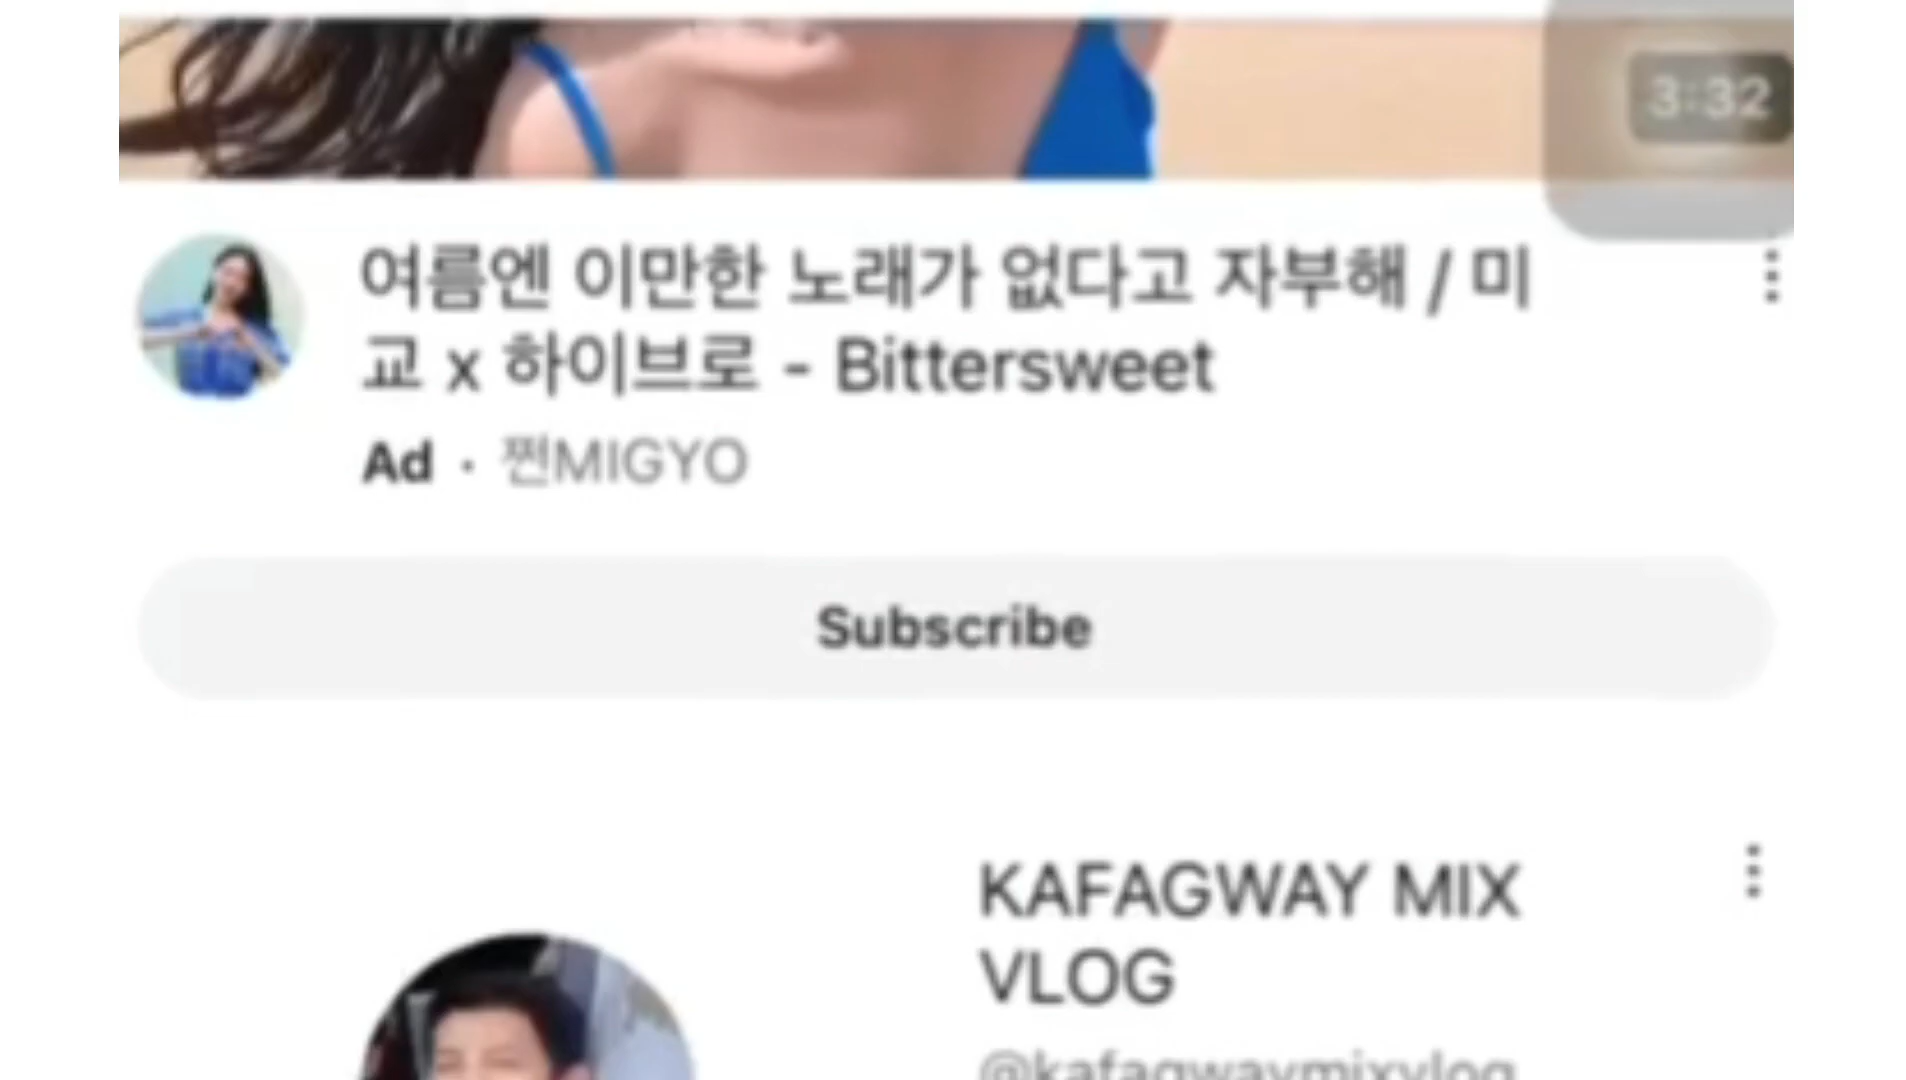 3:32
여름엔 이만한 노래가 없다고 자부해 / 미
교 x 하이브로 - Bittersweet
Ad · 쩐MIGYO
Subscribe
KAFAGWAY MIX
VLOG
@kafagwaymixvlog